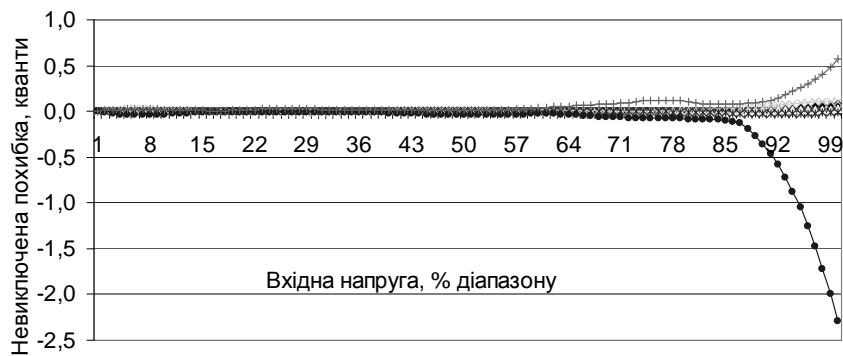 1,0
0,5
0,0
-0,5
-1,0
-1,5
-2,0
-2,5
Невиключена похибка, кванти
1 8 15 22 29 36 43 50 57 64 71 78 85 92 99
Вхідна напруга, % діапазону